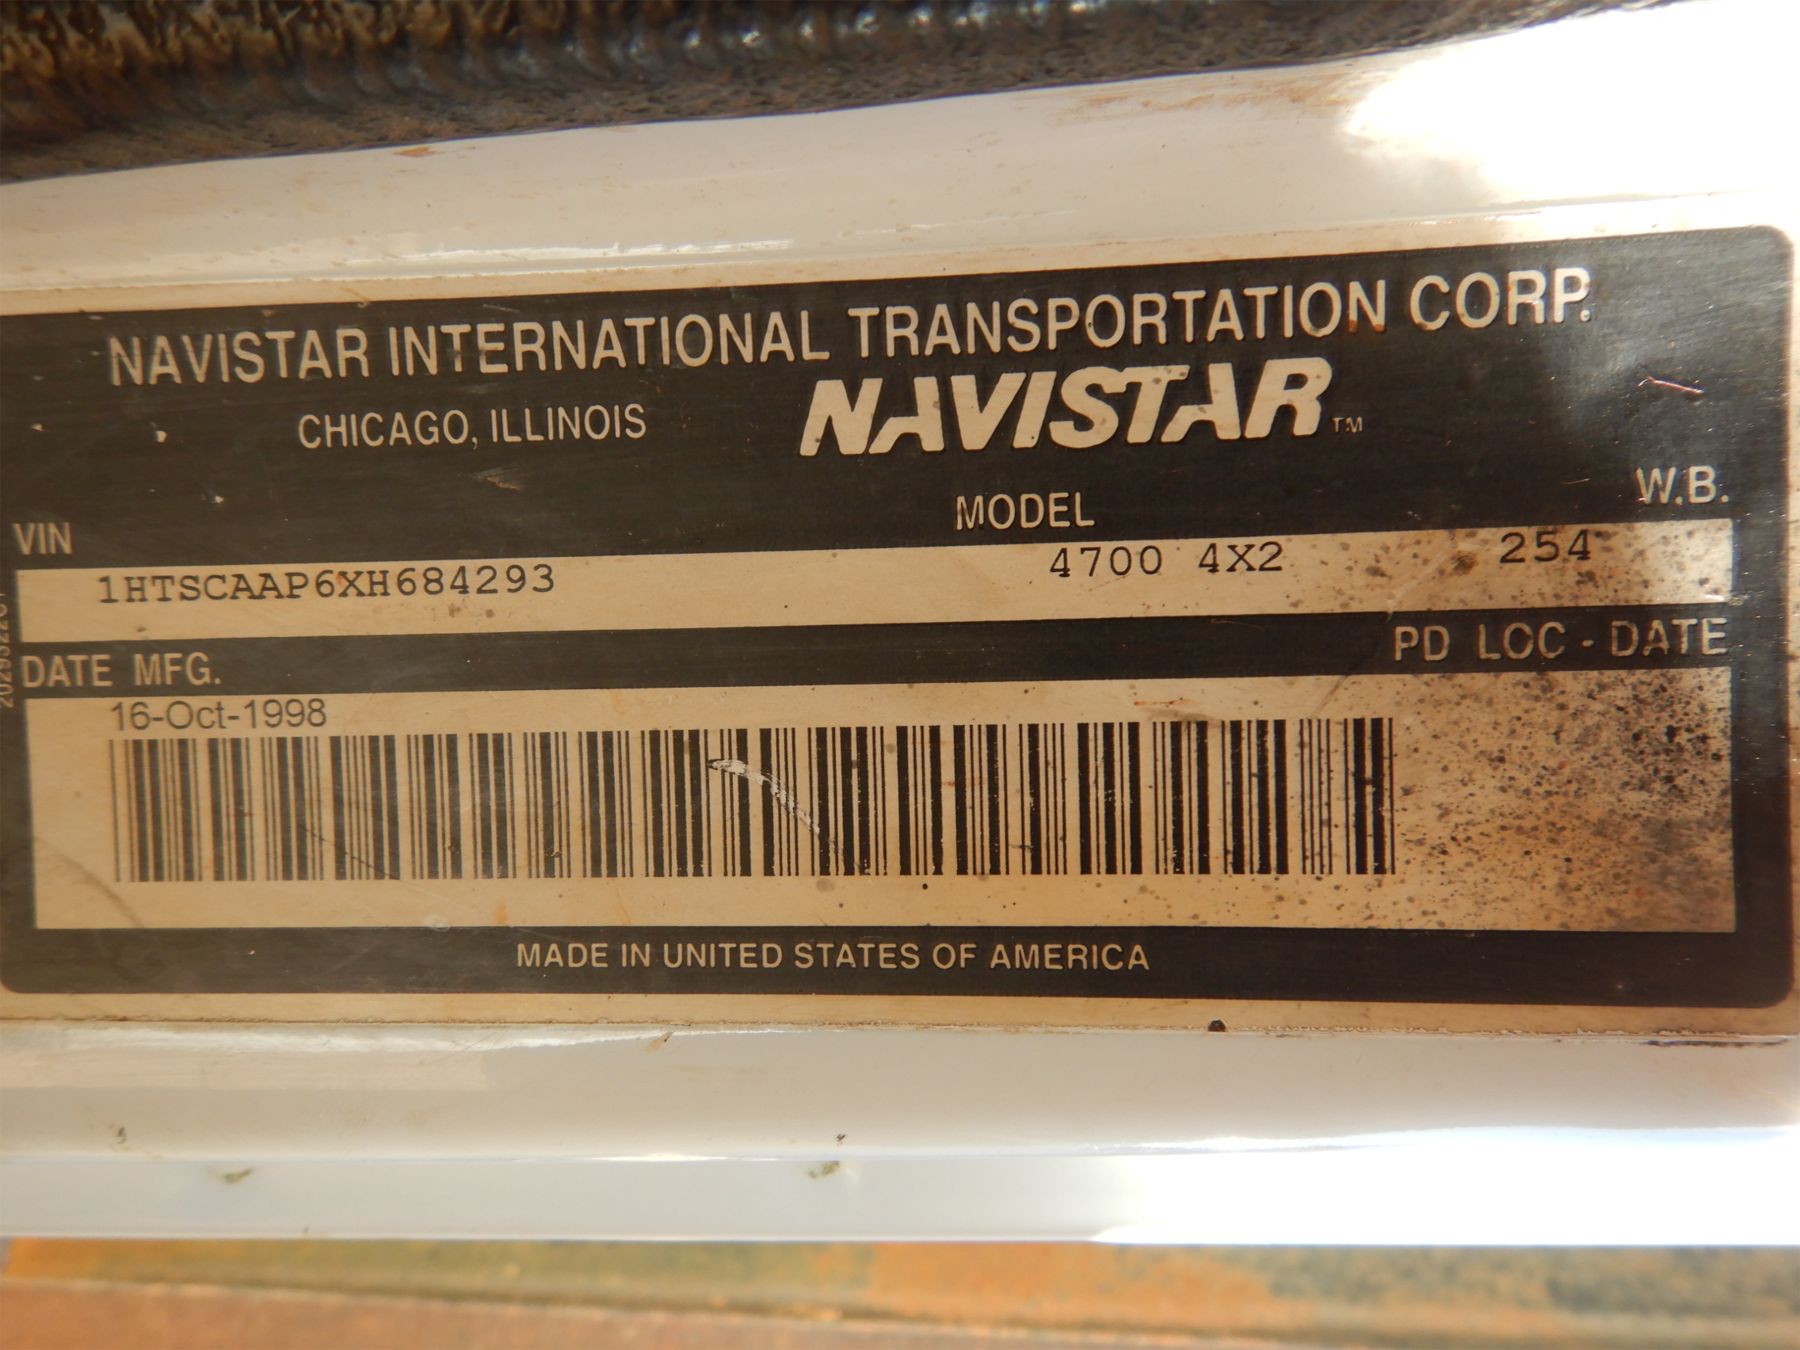 NAVISTAR INTERNATIONAL TRANSPORTATION CORP.
CHICAGO, ILLINOIS
NAVISTAR™
VIN
MODEL
W.B.
1HTSCAAP6XH684293
4700 4X2
254
DATE MFG.
PD LOC - DATE
16-Oct-1998
MADE IN UNITED STATES OF AMERICA